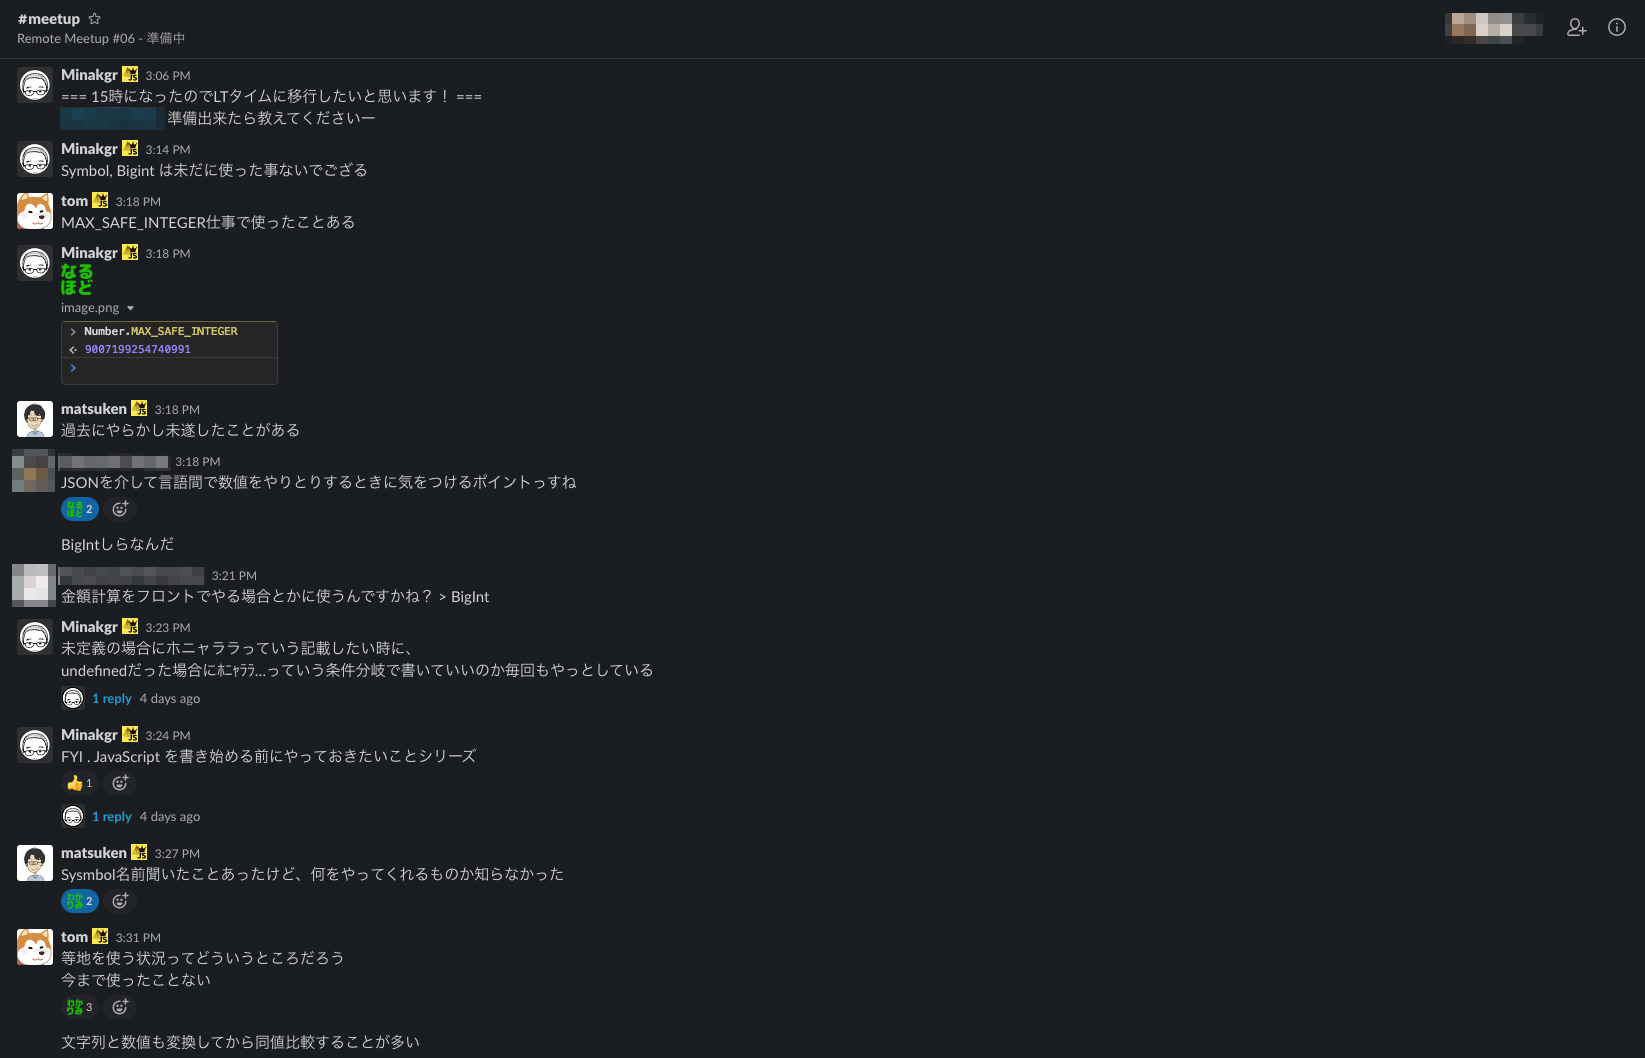 #meetup
Remote Meetup #06 - 準備中
Minakgr 3:06 PM
=== 15時になったのでLTタイムに移行したいと思います！ ===
準備出来たら教えてくださいー
Minakgr 3:14 PM
Symbol, Bigint は未だに使った事ないでござる
tom 3:18 PM
MAX_SAFE_INTEGER仕事で使ったことある
Minakgr 3:18 PM
なる
ほど
image.png
Number.MAX_SAFE_INTEGER
9007199254740991
matsuken 3:18 PM
過去にやらかし未遂したことがある
3:18 PM
JSONを介して言語間で数値をやりとりするときに気をつけるポイントっすね
なるほど 2
BigIntしらなんだ
3:21 PM
金額計算をフロントでやる場合とかに使うんですかね？ > BigInt
Minakgr 3:23 PM
未定義の場合にホニャララっていう記載したい時に、
undefinedだった場合にﾎﾆｬﾗﾗ...っていう条件分岐で書いていいのか毎回もやっとしている
1 reply 4 days ago
Minakgr 3:24 PM
FYI . JavaScript を書き始める前にやっておきたいことシリーズ
1
1 reply 4 days ago
matsuken 3:27 PM
Sysmbol名前聞いたことあったけど、何をやってくれるものか知らなかった
わかりみ 2
tom 3:31 PM
等地を使う状況ってどういうところだろう
今まで使ったことない
わかりみ 3
文字列と数値も変換してから同値比較することが多い